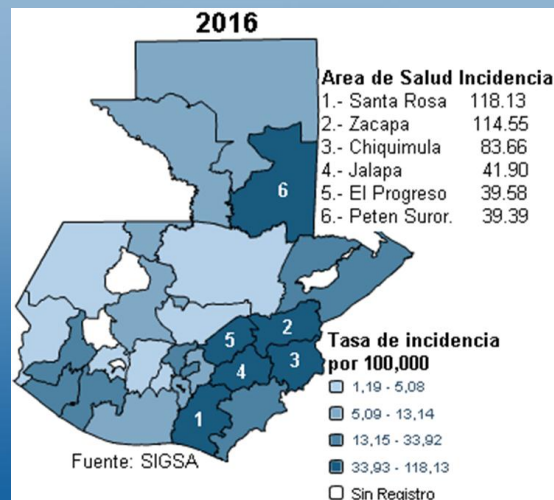 2016
Area de Salud Incidencia
1.- Santa Rosa 118.13
2.- Zacapa 114.55
3.- Chiquimula 83.66
4.- Jalapa 41.90
5.- El Progreso 39.58
6.- Peten Suror. 39.39
6
2
5
3
4
1
Tasa de incidencia
por 100,000
1,19 - 5,08
5,09 - 13,14
13,15 - 33,92
33,93 - 118,13
Sin Registro
Fuente: SIGSA